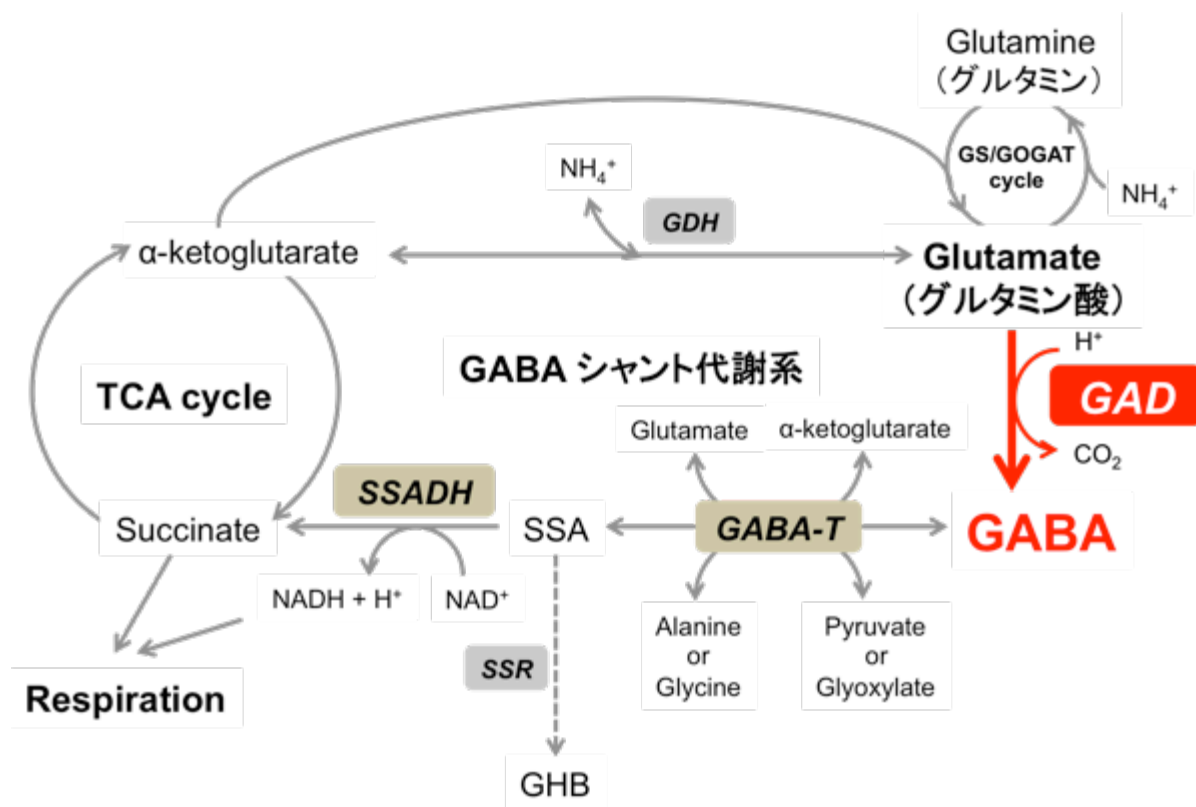 Glutamine
（グルタミン）
GS/GOGAT
cycle
NH₄⁺
NH₄⁺
GDH
α-ketoglutarate
Glutamate
（グルタミン酸）
H⁺
GABA シャント代謝系
TCA cycle
GAD
Glutamate
α-ketoglutarate
CO₂
SSADH
Succinate
SSA
GABA-T
GABA
NADH + H⁺
NAD⁺
Alanine
or
Glycine
Pyruvate
or
Glyoxylate
SSR
Respiration
GHB